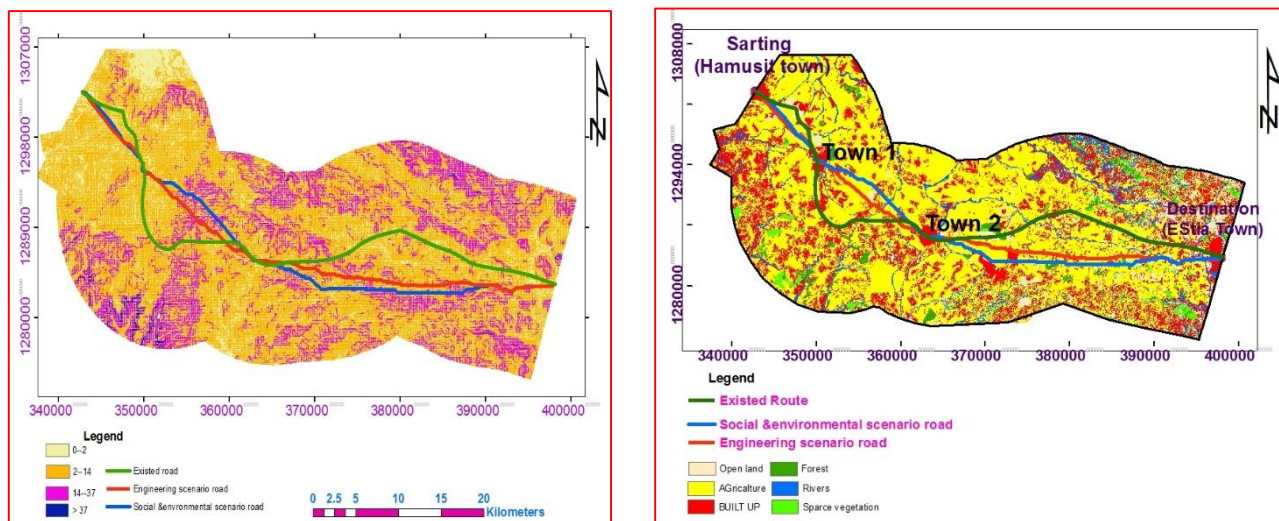 1307000
1298000
1289000
1280000
340000 350000 360000 370000 380000 390000 400000
N
Legend
0--2
2--14
14--37
> 37
Existed road
Engineering scenario road
Social &envronmental scenario road
0 2.5 5 10 15 20
Kilometers
1308000
1294000
1280000
Sarting
(Hamusit town)
Town 1
Town 2
Destination
(EStia Town)
N
340000 350000 360000 370000 380000 390000 400000
Legend
Existed Route
Social &environmental scenario road
Engineering scenario road
Open land
AGriculture
BUILT UP
Forest
Rivers
Sparce vegetation